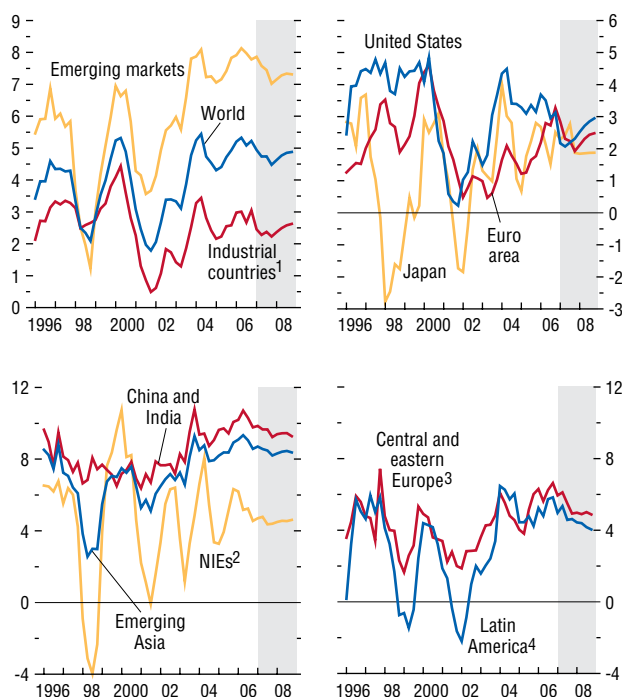 9
8
7
6
5
4
3
2
1
0
Emerging markets
World
Industrial
countries1
1996 98 2000 02 04 06 08
6
5
4
3
2
1
0
-1
-2
-3
United States
Euro
area
Japan
1996 98 2000 02 04 06 08
12
8
4
0
-4
China and
India
NIEs2
Emerging
Asia
1996 98 2000 02 04 06 08
12
8
4
0
-4
Central and
eastern
Europe3
Latin
America4
1996 98 2000 02 04 06 08